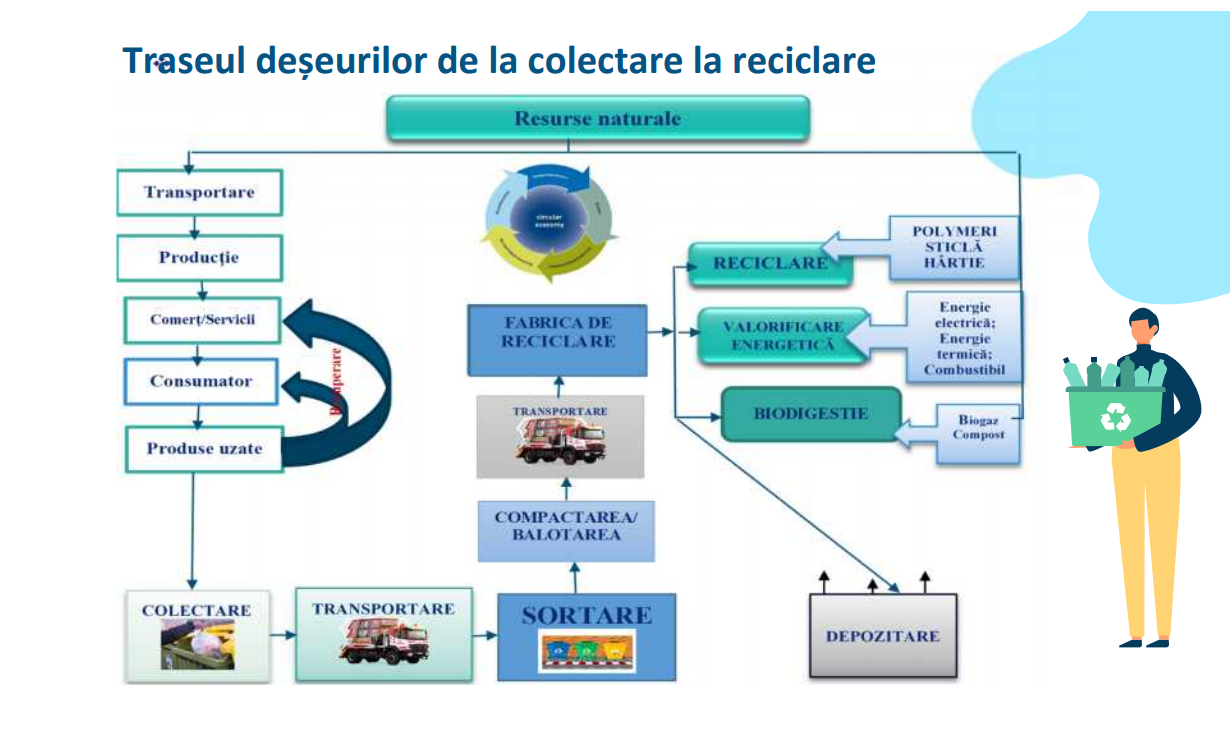 Traseul deșeurilor de la colectare la reciclare
Resurse naturale
Transportare
Producție
Comerț/Servicii
Consumator
Produse uzate
Recuperare
circular
economy
FABRICA DE
RECICLARE
TRANSPORTARE
COMPACTAREA/
BALOTAREA
COLECTARE
TRANSPORTARE
SORTARE
RECICLARE
POLYMERI
STICLĂ
HÂRTIE
VALORIFICARE
ENERGETICĂ
Energie
electrică;
Energie
termică;
Combustibil
BIODIGESTIE
Biogaz
Compost
DEPOZITARE